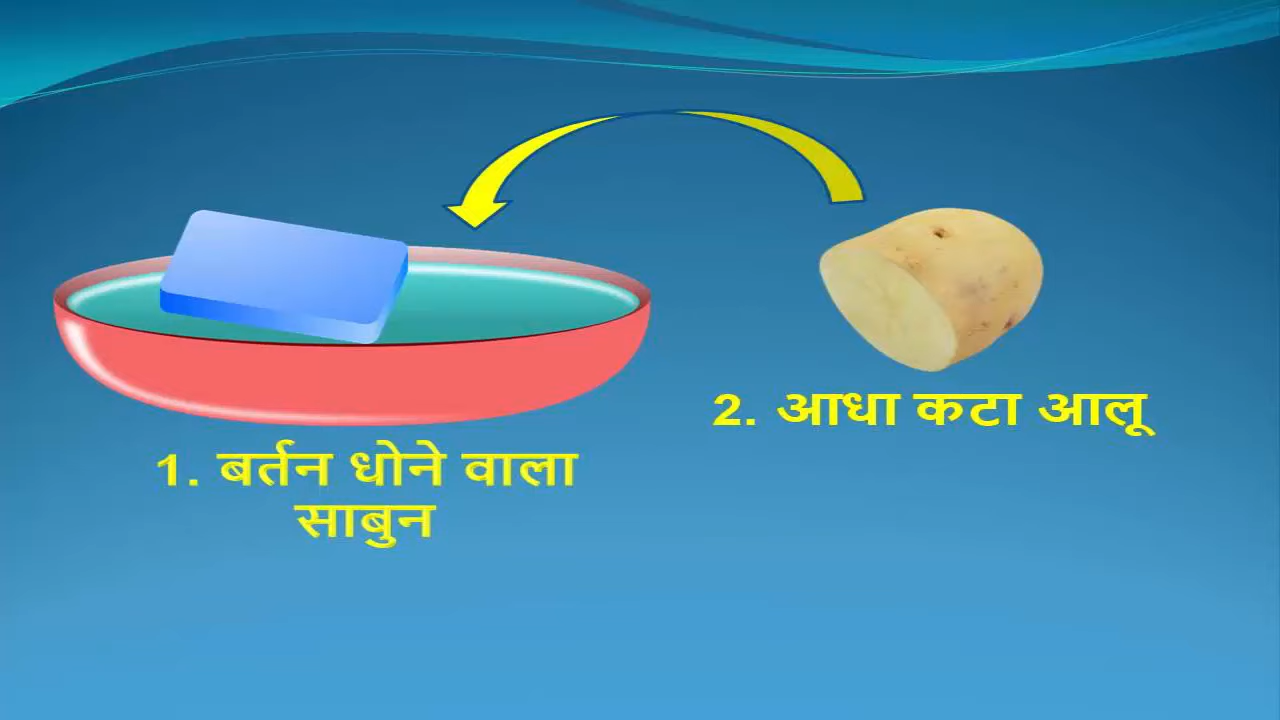 2. आधा कटा आलू
1. बर्तन धोने वाला
साबुन